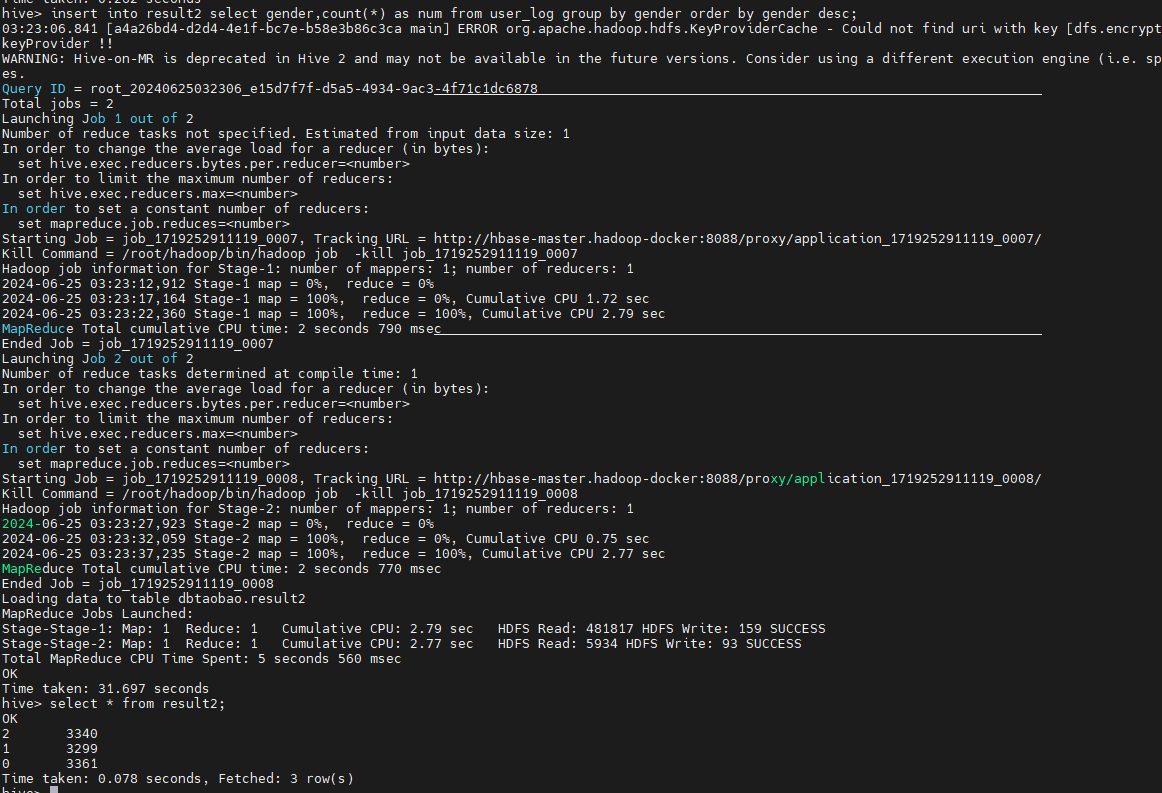 Time taken: 0.262 seconds
hive> insert into result2 select gender,count(*) as num from user_log group by gender order by gender desc;
03:23:06.841 [a4a26bd4-d2d4-4e1f-bc7e-b58e3b86c3ca main] ERROR org.apache.hadoop.hdfs.KeyProviderCache - Could not find uri with key [dfs.encrypt
keyProvider !!
WARNING: Hive-on-MR is deprecated in Hive 2 and may not be available in the future versions. Consider using a different execution engine (i.e. sp
es.
Query ID = root_20240625032306_e15d7f7f-d5a5-4934-9ac3-4f71c1dc6878
Total jobs = 2
Launching Job 1 out of 2
Number of reduce tasks not specified. Estimated from input data size: 1
In order to change the average load for a reducer (in bytes):
  set hive.exec.reducers.bytes.per.reducer=<number>
In order to limit the maximum number of reducers:
  set hive.exec.reducers.max=<number>
In order to set a constant number of reducers:
  set mapreduce.job.reduces=<number>
Starting Job = job_1719252911119_0007, Tracking URL = http://hbase-master.hadoop-docker:8088/proxy/application_1719252911119_0007/
Kill Command = /root/hadoop/bin/hadoop job  -kill job_1719252911119_0007
Hadoop job information for Stage-1: number of mappers: 1; number of reducers: 1
2024-06-25 03:23:12,912 Stage-1 map = 0%,  reduce = 0%
2024-06-25 03:23:17,164 Stage-1 map = 100%,  reduce = 0%, Cumulative CPU 1.72 sec
2024-06-25 03:23:22,360 Stage-1 map = 100%,  reduce = 100%, Cumulative CPU 2.79 sec
MapReduce Total cumulative CPU time: 2 seconds 790 msec
Ended Job = job_1719252911119_0007
Launching Job 2 out of 2
Number of reduce tasks determined at compile time: 1
In order to change the average load for a reducer (in bytes):
  set hive.exec.reducers.bytes.per.reducer=<number>
In order to limit the maximum number of reducers:
  set hive.exec.reducers.max=<number>
In order to set a constant number of reducers:
  set mapreduce.job.reduces=<number>
Starting Job = job_1719252911119_0008, Tracking URL = http://hbase-master.hadoop-docker:8088/proxy/application_1719252911119_0008/
Kill Command = /root/hadoop/bin/hadoop job  -kill job_1719252911119_0008
Hadoop job information for Stage-2: number of mappers: 1; number of reducers: 1
2024-06-25 03:23:27,923 Stage-2 map = 0%,  reduce = 0%
2024-06-25 03:23:32,059 Stage-2 map = 100%,  reduce = 0%, Cumulative CPU 0.75 sec
2024-06-25 03:23:37,235 Stage-2 map = 100%,  reduce = 100%, Cumulative CPU 2.77 sec
MapReduce Total cumulative CPU time: 2 seconds 770 msec
Ended Job = job_1719252911119_0008
Loading data to table dbtaobao.result2
MapReduce Jobs Launched:
Stage-Stage-1: Map: 1  Reduce: 1   Cumulative CPU: 2.79 sec   HDFS Read: 481817 HDFS Write: 159 SUCCESS
Stage-Stage-2: Map: 1  Reduce: 1   Cumulative CPU: 2.77 sec   HDFS Read: 5934 HDFS Write: 93 SUCCESS
Total MapReduce CPU Time Spent: 5 seconds 560 msec
OK
Time taken: 31.697 seconds
hive> select * from result2;
OK
2       3340
1       3299
0       3361
Time taken: 0.078 seconds, Fetched: 3 row(s)
hive>